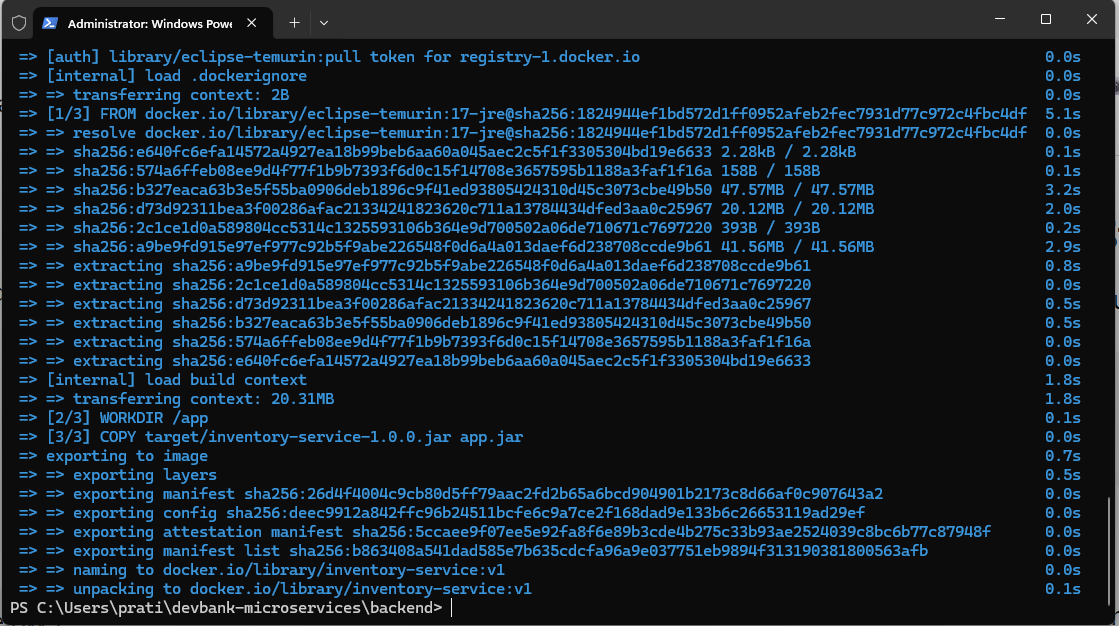 Administrator: Windows Powe
=> [auth] library/eclipse-temurin:pull token for registry-1.docker.io 0.0s
=> [internal] load .dockerignore 0.0s
=> => transferring context: 2B 0.0s
=> [1/3] FROM docker.io/library/eclipse-temurin:17-jre@sha256:1824944ef1bd572d1ff0952afeb2fec7931d77c972c4fbc4df 5.1s
=> => resolve docker.io/library/eclipse-temurin:17-jre@sha256:1824944ef1bd572d1ff0952afeb2fec7931d77c972c4fbc4df 0.0s
=> => sha256:e640fc6efa14572a4927ea18b99beb6aa60a045aec2c5f1f3305304bd19e6633 2.28kB / 2.28kB 0.1s
=> => sha256:574a6ffeb08ee9d4f77f1b9b7393f6d0c15f14708e3657595b1188a3faf1f16a 158B / 158B 0.1s
=> => sha256:b327eaca63b3e5f55ba0906deb1896c9f41ed93805424310d45c3073cbe49b50 47.57MB / 47.57MB 3.2s
=> => sha256:d73d92311bea3f00286afac21334241823620c711a13784434dfed3aa0c25967 20.12MB / 20.12MB 2.0s
=> => sha256:2c1ce1d0a589804cc5314c1325593106b364e9d700502a06de710671c7697220 393B / 393B 0.2s
=> => sha256:a9be9fd915e97ef977c92b5f9abe226548f0d6a4a013daef6d238708ccde9b61 41.56MB / 41.56MB 2.9s
=> => extracting sha256:a9be9fd915e97ef977c92b5f9abe226548f0d6a4a013daef6d238708ccde9b61 0.8s
=> => extracting sha256:2c1ce1d0a589804cc5314c1325593106b364e9d700502a06de710671c7697220 0.0s
=> => extracting sha256:d73d92311bea3f00286afac21334241823620c711a13784434dfed3aa0c25967 0.5s
=> => extracting sha256:b327eaca63b3e5f55ba0906deb1896c9f41ed93805424310d45c3073cbe49b50 0.5s
=> => extracting sha256:574a6ffeb08ee9d4f77f1b9b7393f6d0c15f14708e3657595b1188a3faf1f16a 0.0s
=> => extracting sha256:e640fc6efa14572a4927ea18b99beb6aa60a045aec2c5f1f3305304bd19e6633 0.0s
=> [internal] load build context 1.8s
=> => transferring context: 20.31MB 1.8s
=> [2/3] WORKDIR /app 0.1s
=> [3/3] COPY target/inventory-service-1.0.0.jar app.jar 0.0s
=> exporting to image 0.7s
=> => exporting layers 0.5s
=> => exporting manifest sha256:26d4f4004c9cb80d5ff79aac2fd2b65a6bcd904901b2173c8d66af0c907643a2 0.0s
=> => exporting config sha256:deec9912a842ffc96b24511bcfe6c9a7ce2f168dad9e133b6c26653119ad29ef 0.0s
=> => exporting attestation manifest sha256:5ccaee9f07ee5e92fa8f6e89b3cde4b275c33b93ae2524039c8bc6b77c87948f 0.0s
=> => exporting manifest list sha256:b863408a541dad585e7b635cdcfa96a9e037751eb9894f313190381800563afb 0.0s
=> => naming to docker.io/library/inventory-service:v1 0.0s
=> => unpacking to docker.io/library/inventory-service:v1 0.1s
PS C:\Users\prati\devbank-microservices\backend>